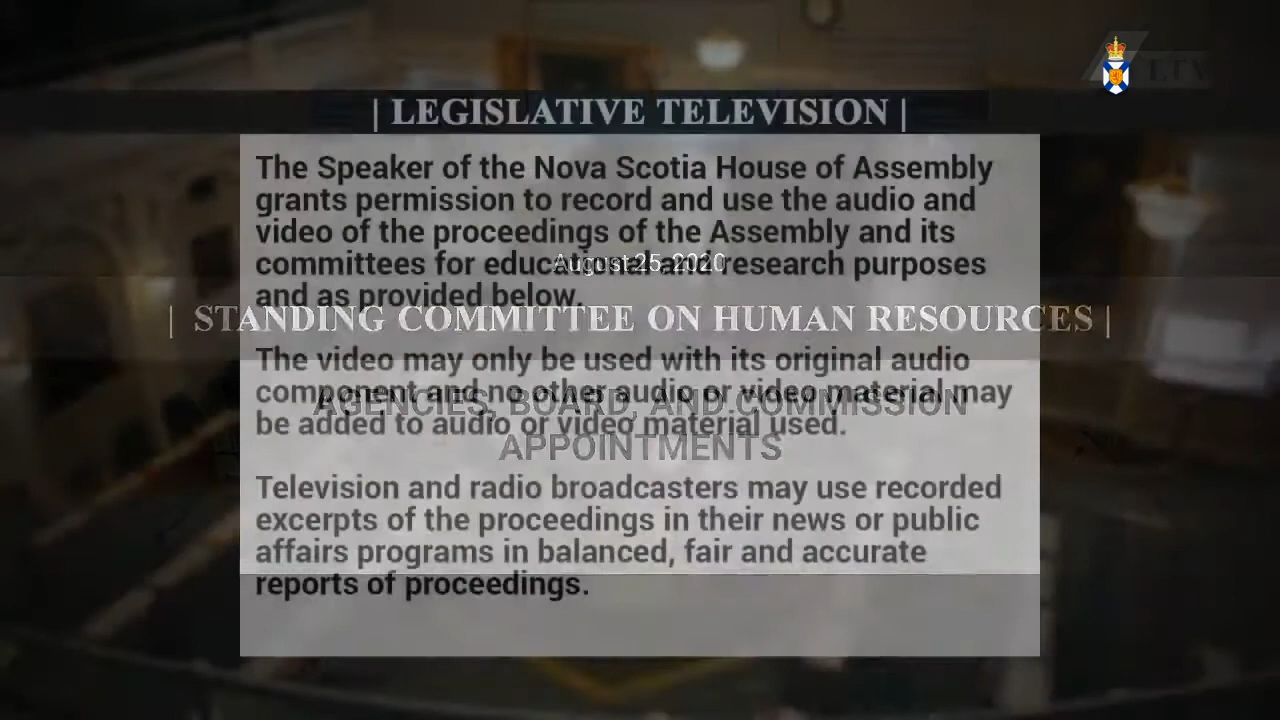 LTV
| LEGISLATIVE TELEVISION |
The Speaker of the Nova Scotia House of Assembly
grants permission to record and use the audio and
video of the proceedings of the Assembly and its
committees for educational and research purposes
August 25, 2020
and as provided below.
| STANDING COMMITTEE ON HUMAN RESOURCES |
The video may only be used with its original audio
component and no other audio or video material may
AGENCIES, BOARD, AND COMMISSION
be added to audio or video material used.
APPOINTMENTS
Television and radio broadcasters may use recorded
excerpts of the proceedings in their news or public
affairs programs in balanced, fair and accurate
reports of proceedings.